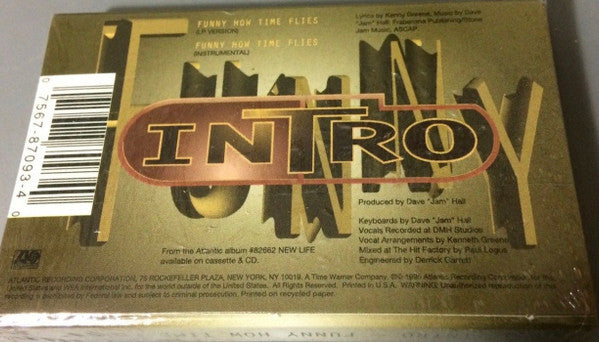 FUNNY HOW TIME FLIES
(LP VERSION)
FUNNY HOW TIME FLIES
(INSTRUMENTAL)
Lyrics by Kenny Greene, Music by Dave
"Jam" Hall, Frabensha Publishing/Stone
Jam Music, ASCAP.
FUNNY
INTRO
0 7567-87093-4 0
Produced by Dave "Jam" Hall
Keyboards by Dave "Jam" Hall
Vocals Recorded at DMH Studios
Vocal Arrangements by Kenneth Greene
Mixed at The Hit Factory by Paul Logus
Engineered by Derrick Garrett
From the Atlantic album #82662 NEW LIFE
available on cassette & CD.
ATLANTIC RECORDING CORPORATION, 75 ROCKEFELLER PLAZA, NEW YORK, NY 10019. A Time Warner Company. ©℗ 1995 Atlantic Recording Corporation for the
United States and WEA International Inc. for the world outside of the United States. All Rights Reserved. Printed in U.S.A. WARNING: Unauthorized reproduction of this
recording is prohibited by Federal law and subject to criminal prosecution. Printed on recycled paper.
FUNNY HOW TIME